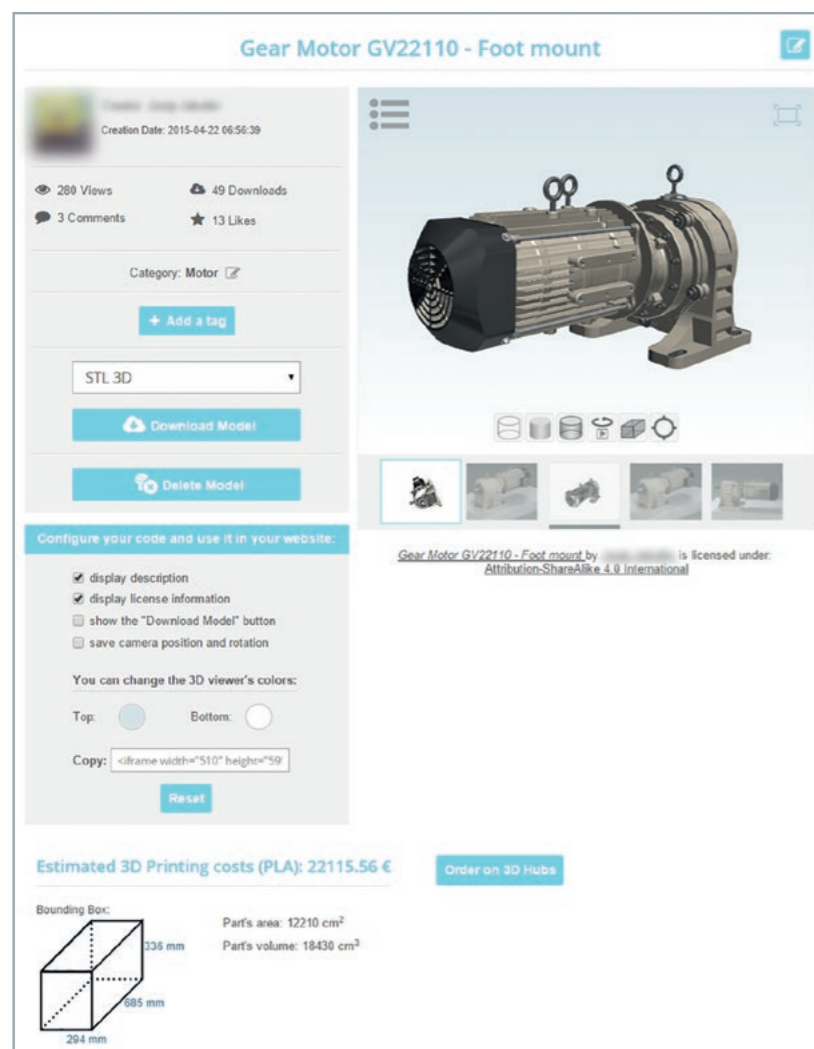 Gear Motor GV22110 - Foot mount
Creation Date: 2015-04-22 06:56:39
280 Views
49 Downloads
3 Comments
13 Likes
Category: Motor
+ Add a tag
STL 3D
Download Model
Delete Model
Configure your code and use it in your website:
display description
display license information
show the "Download Model" button
save camera position and rotation
You can change the 3D viewer's colors:
Top:
Bottom:
Copy: <iframe width="510" height="59
Reset
Gear Motor GV22110 - Foot mount by is licensed under:
Attribution-ShareAlike 4.0 International
Estimated 3D Printing costs (PLA): 22115.56 €
Order on 3D Hubs
Bounding Box:
336 mm
685 mm
294 mm
Part's area: 12210 cm²
Part's volume: 18430 cm³